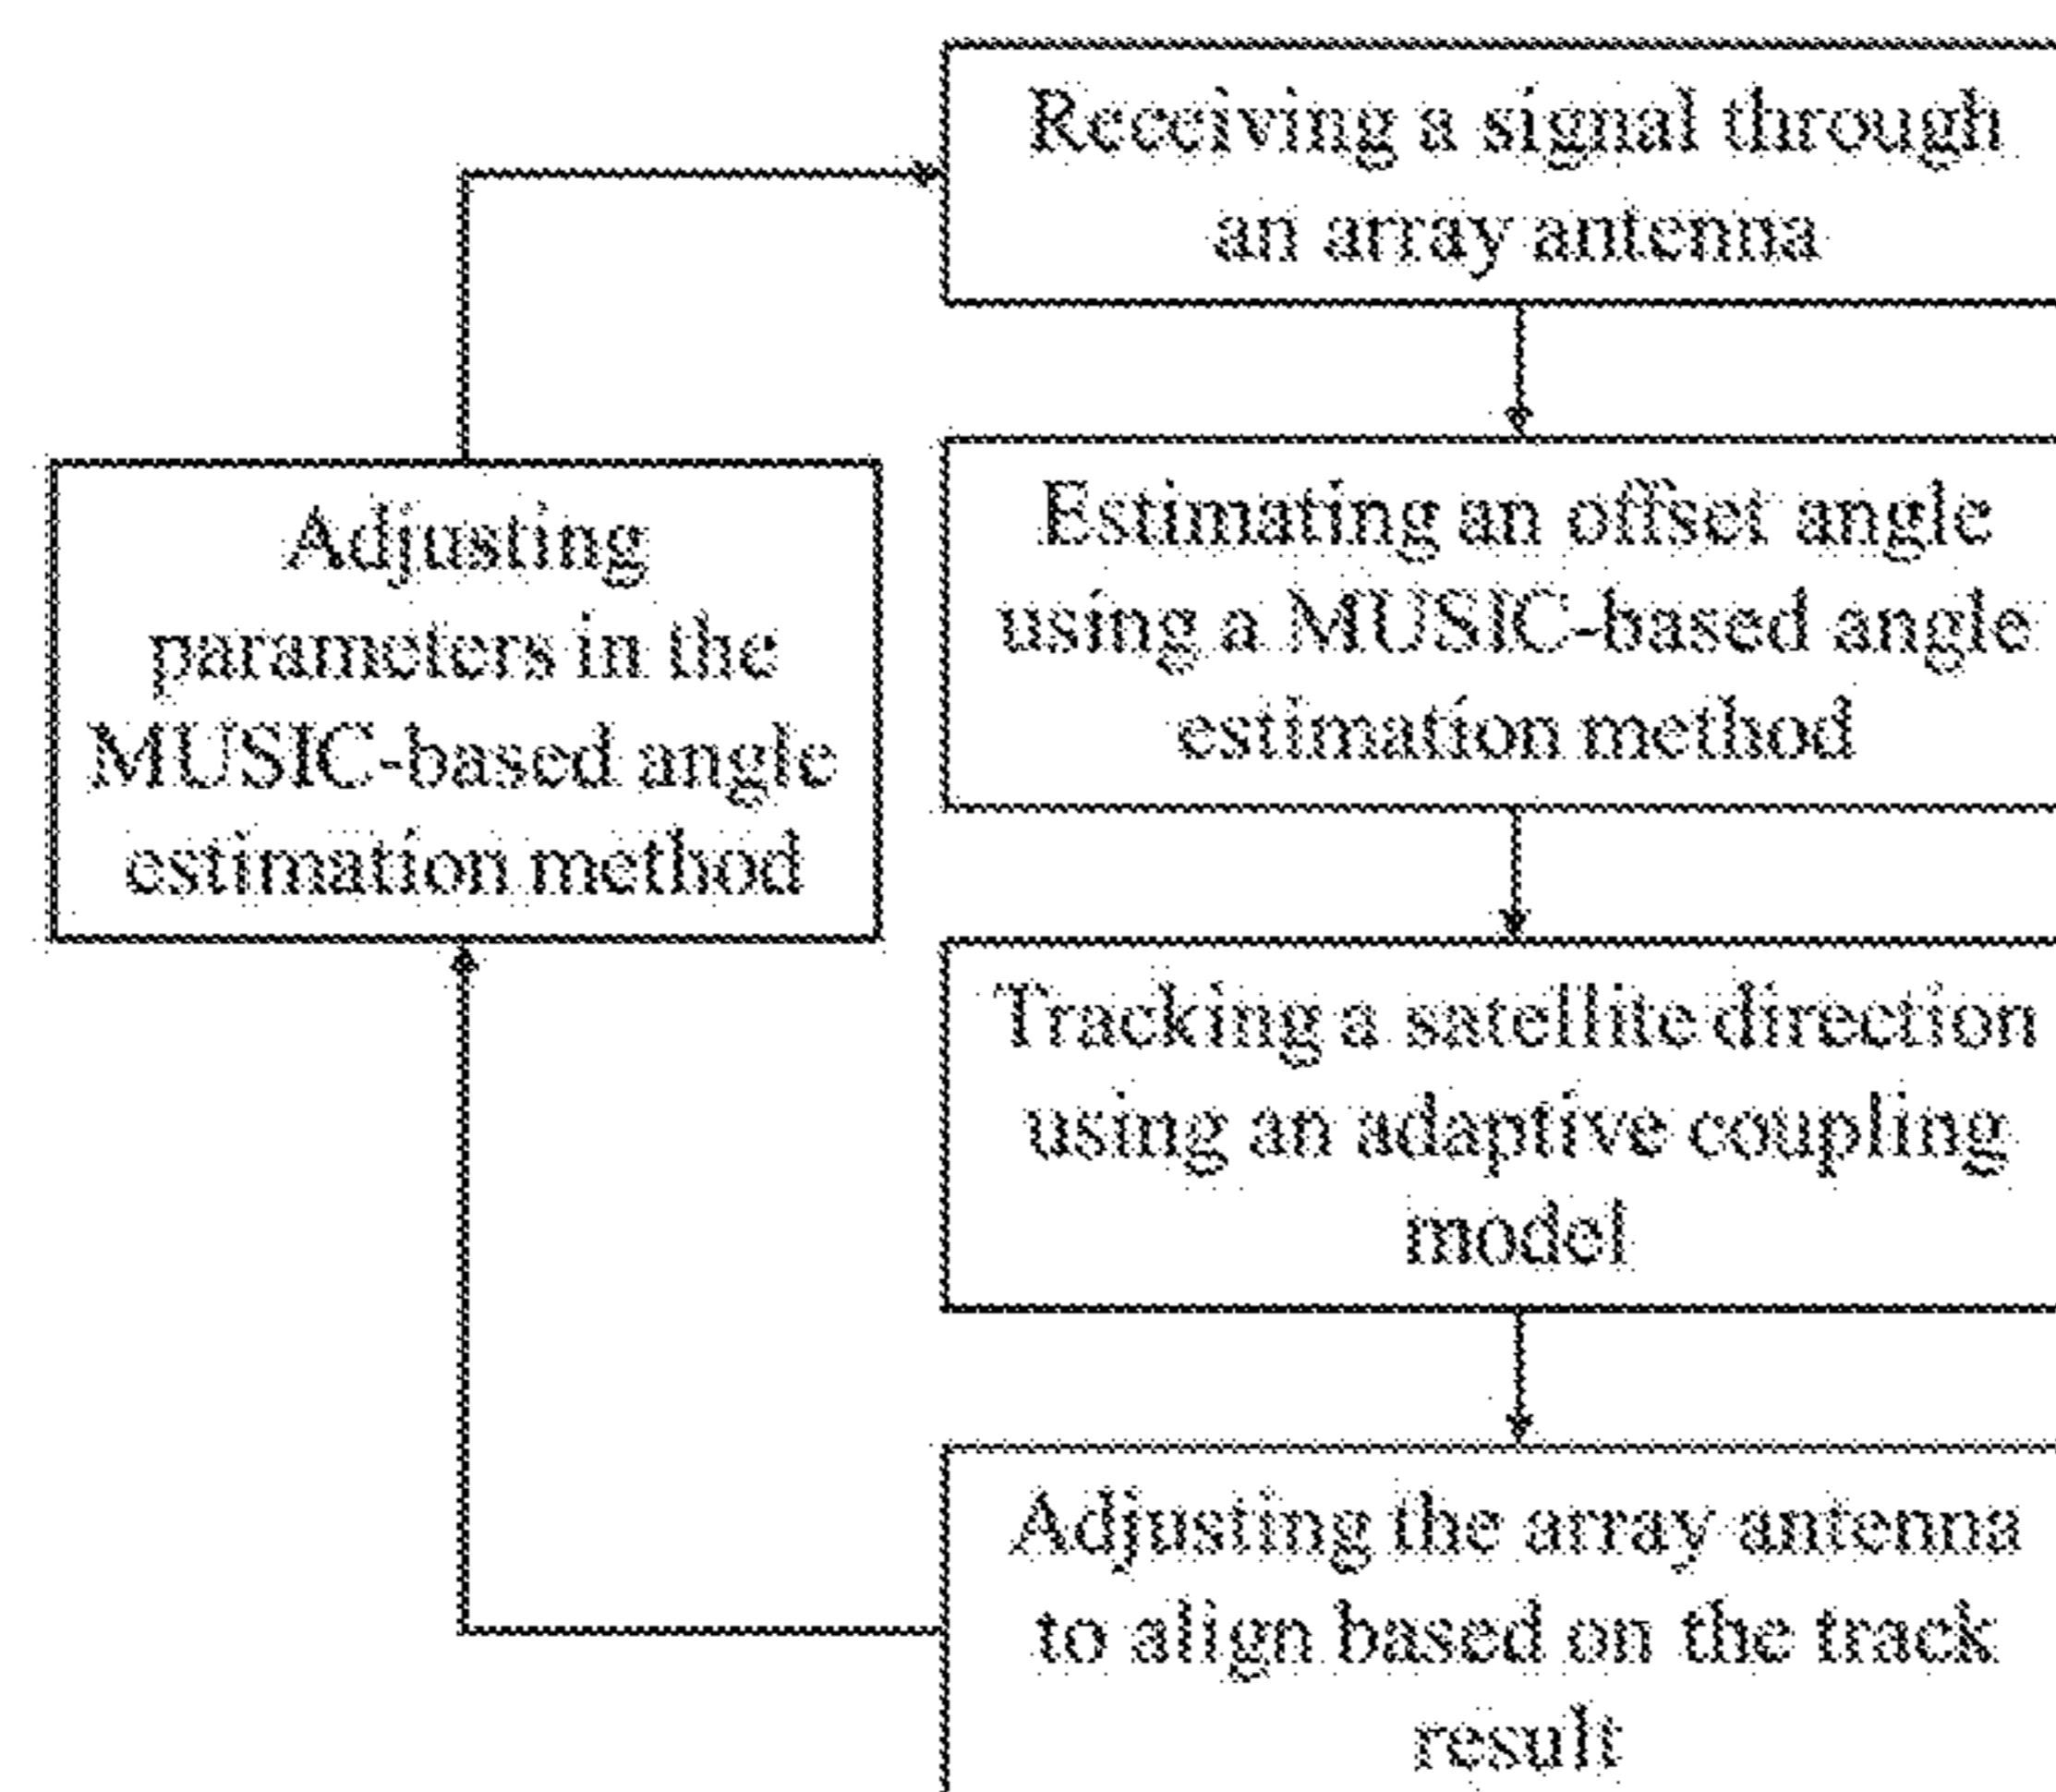 Receiving a signal through
an array antenna
Estimating an offset angle
using a MUSIC-based angle
estimation method
Tracking a satellite direction
using an adaptive coupling
model
Adjusting the array antenna
to align based on the track
result
Adjusting
parameters in the
MUSIC-based angle
estimation method